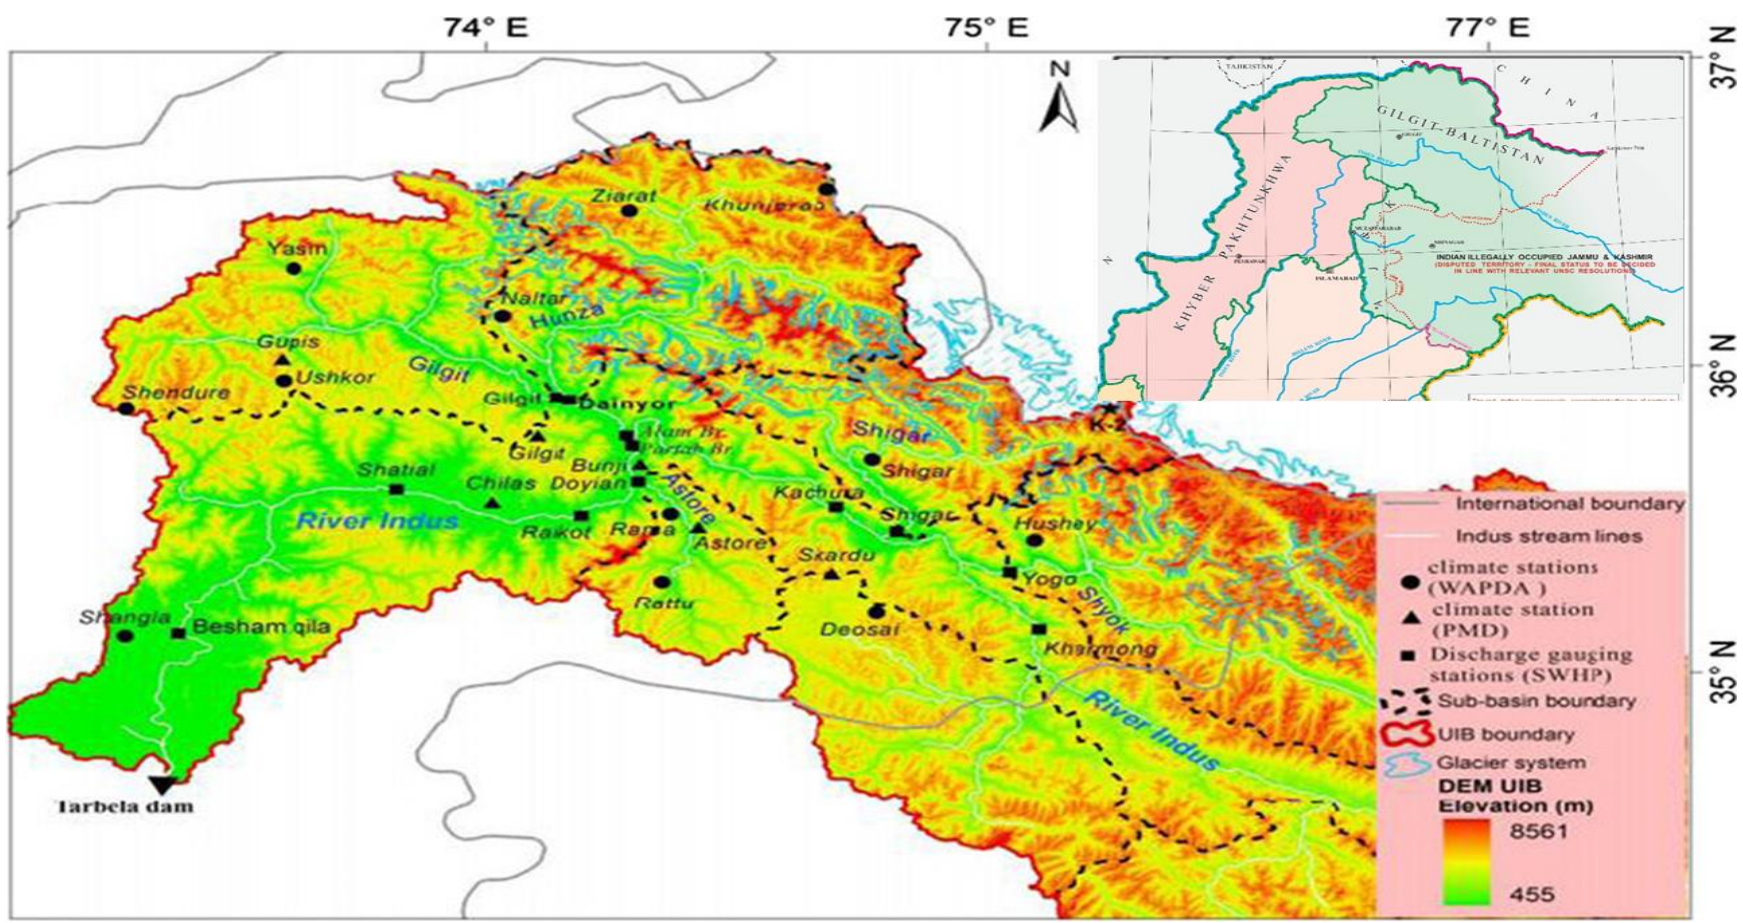 74° E
75° E
77° E
37° N
36° N
35° N
N
TAJIKISTAN
C H I N A
GILGIT-BALTISTAN
KHYBER PAKHTUNKHWA
ISLAMABAD
INDIAN ILLEGALLY OCCUPIED JAMMU & KASHMIR
(DISPUTED TERRITORY - FINAL STATUS TO BE DECIDED
IN LINE WITH RELEVANT UNSC RESOLUTIONS)
Ziarat
Khunjerab
Yasin
Naltar
Hunza
Gupis
Ushkor
Gilgit
Shendure
Gilgit
Dainyor
Alam Br.
Partab Br.
Gilgit
Bunji
Shigar
Shigar
K-2
Shatial
Chilas
Doyian
Astore
Kachura
Shigar
River Indus
Raikot
Rama
Astore
Hushey
Skardu
Yogo
Rattu
Shyok
Deosai
Shangla
Besham qila
Kharmong
River Indus
Tarbela dam
International boundary
Indus stream lines
climate stations
(WAPDA )
climate station
(PMD)
Discharge gauging
stations (SWHP)
Sub-basin boundary
UIB boundary
Glacier system
DEM UIB
Elevation (m)
8561
455